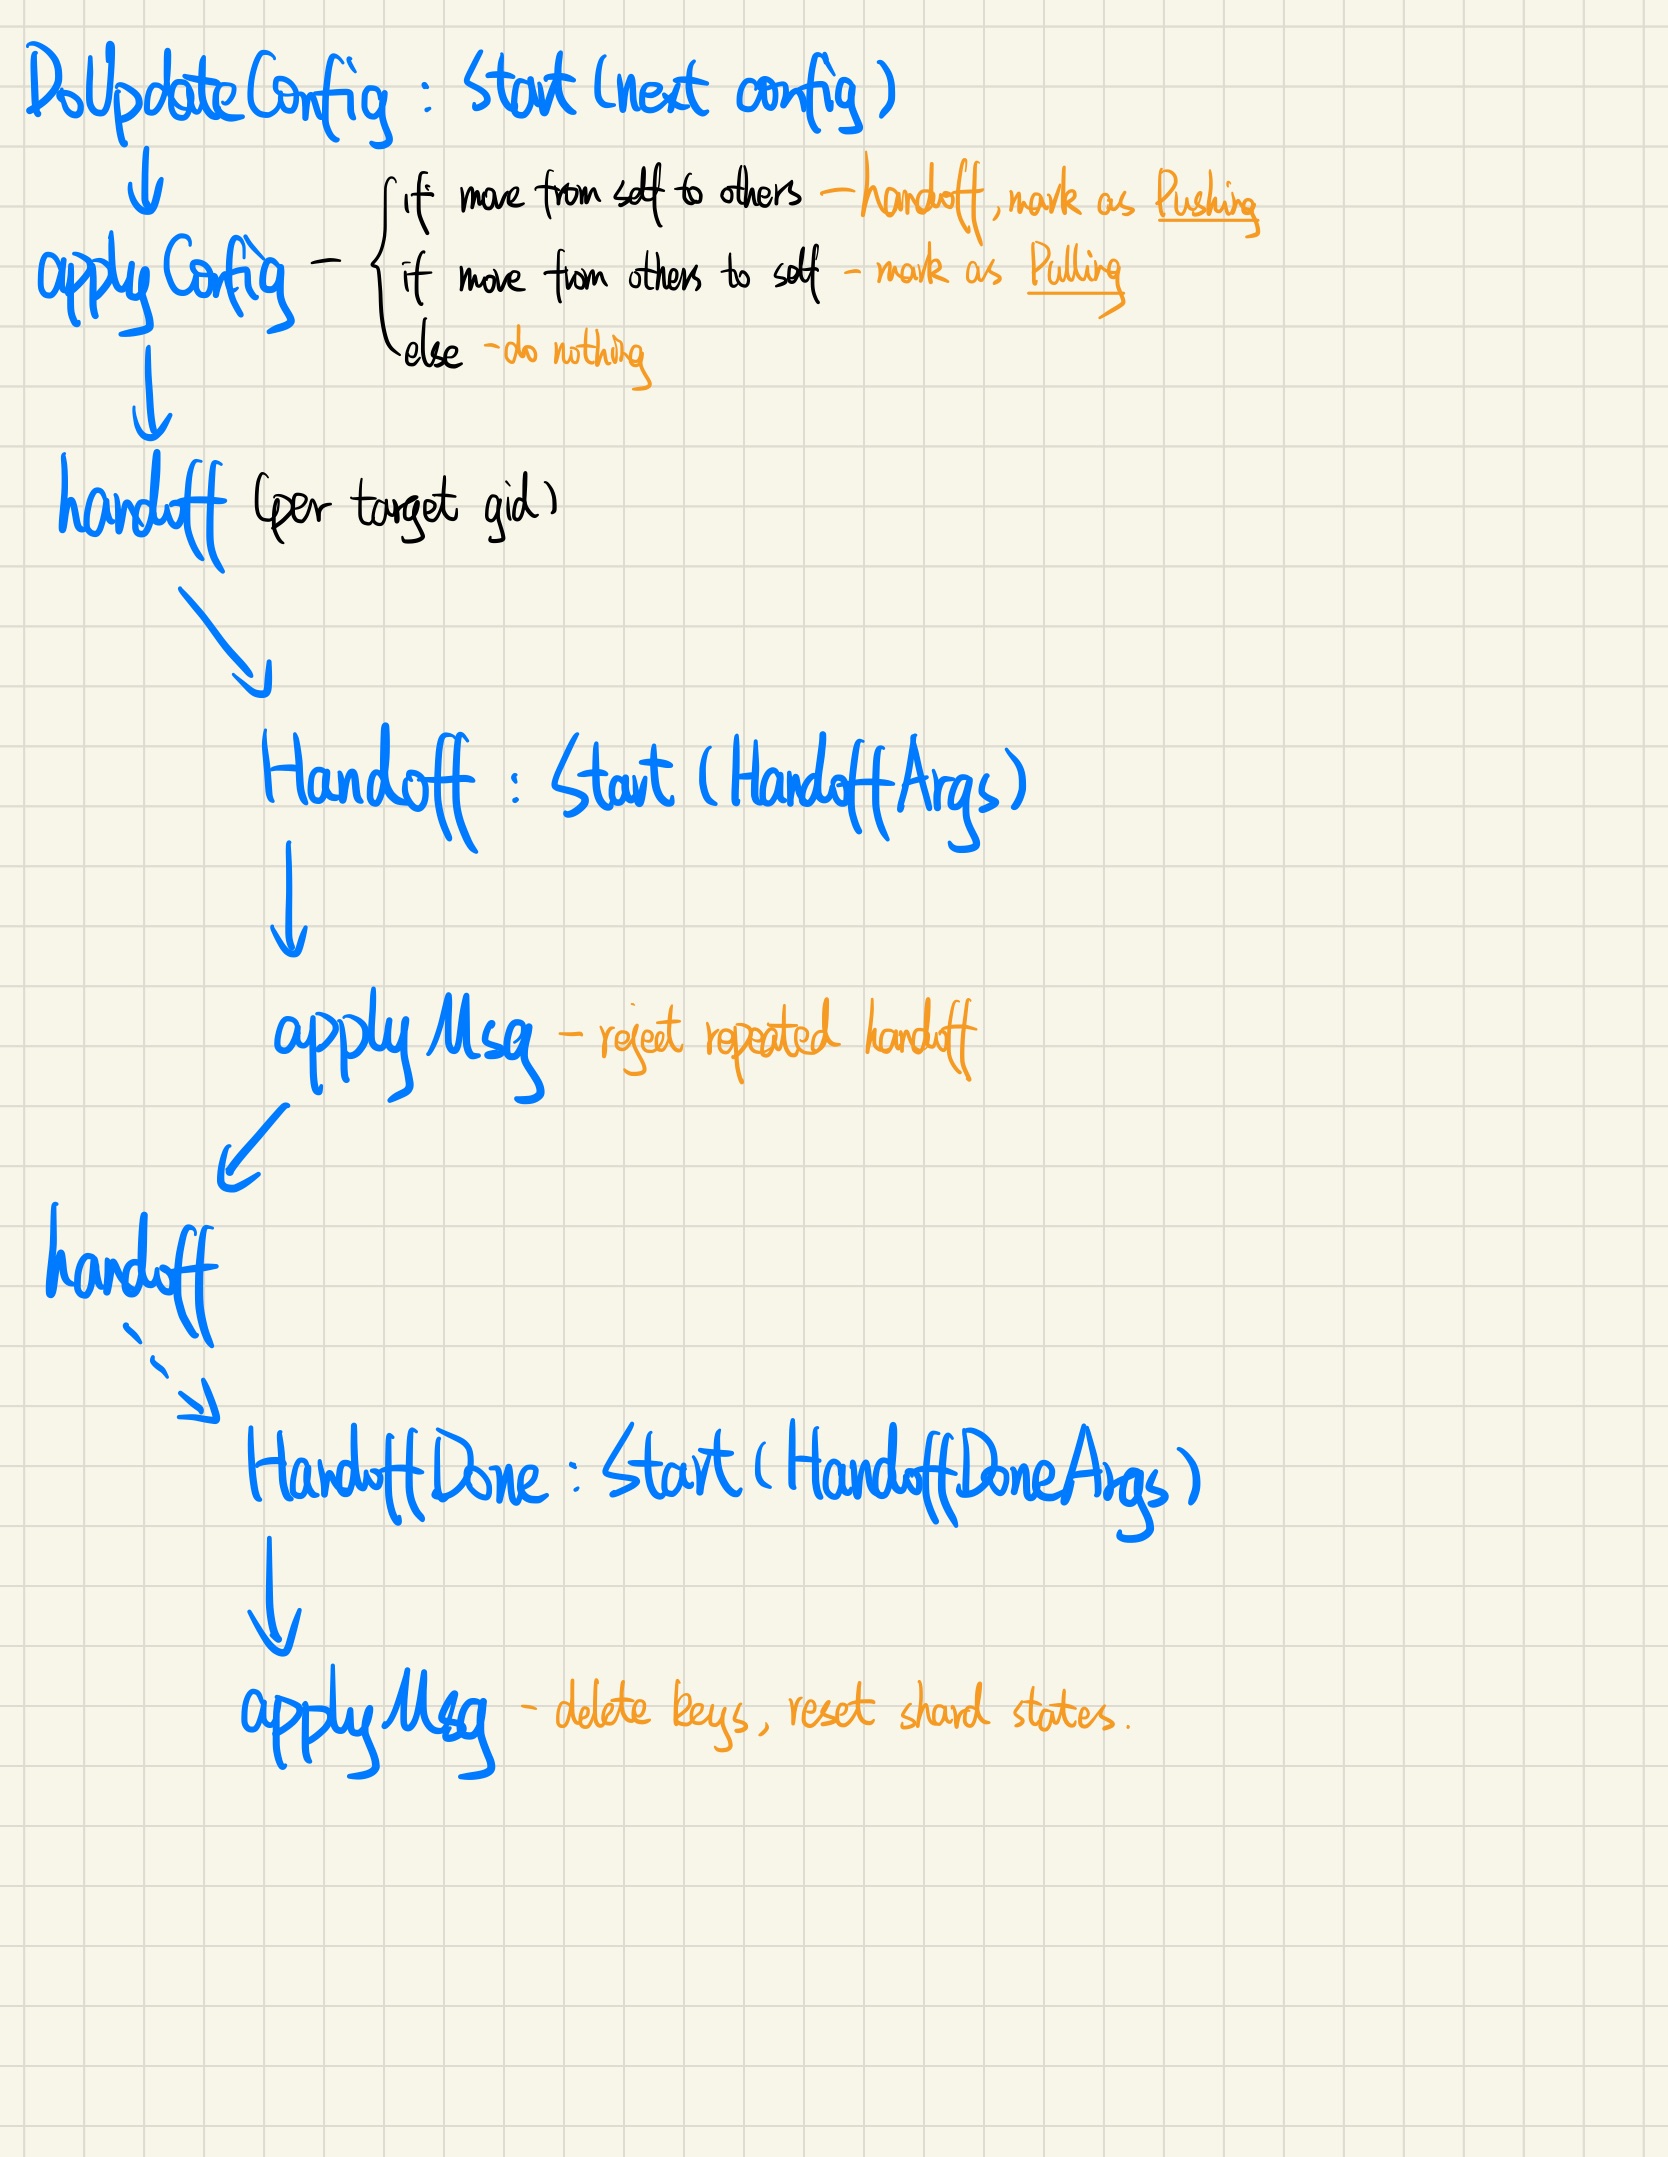 DoUpdateConfig : Start (next config)
if move from self to others - handoff, mark as Pushing
applyConfig - if move from others to self - mark as Pulling
else - do nothing
handoff (per target gid)
Handoff : Start (HandoffArgs)
applyMsg - reject repeated handoff
handoff
HandoffDone : Start (HandoffDoneArgs)
applyMsg - delete keys, reset shard states.